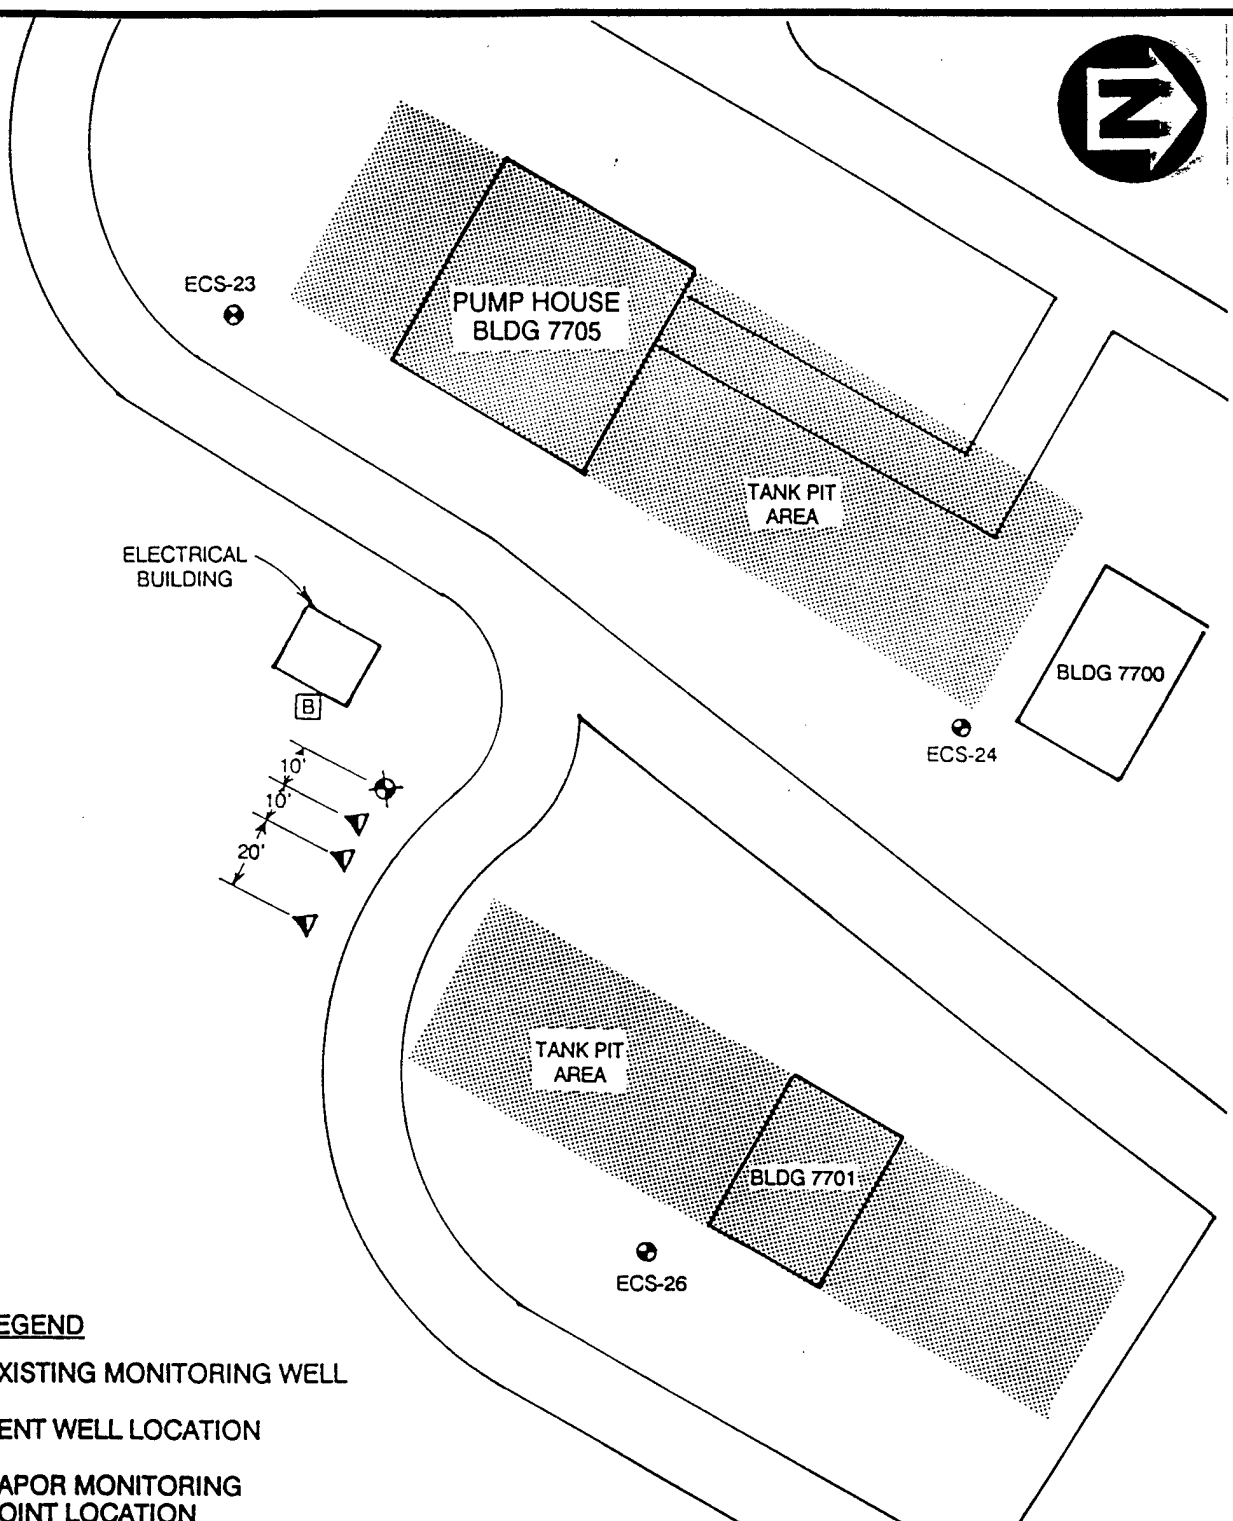 N
ECS-23
PUMP HOUSE
BLDG 7705
TANK PIT
AREA
ELECTRICAL
BUILDING
B
BLDG 7700
ECS-24
10'
10'
20'
TANK PIT
AREA
BLDG 7701
ECS-26
EGEND
XISTING MONITORING WELL
ENT WELL LOCATION
APOR MONITORING
OINT LOCATION